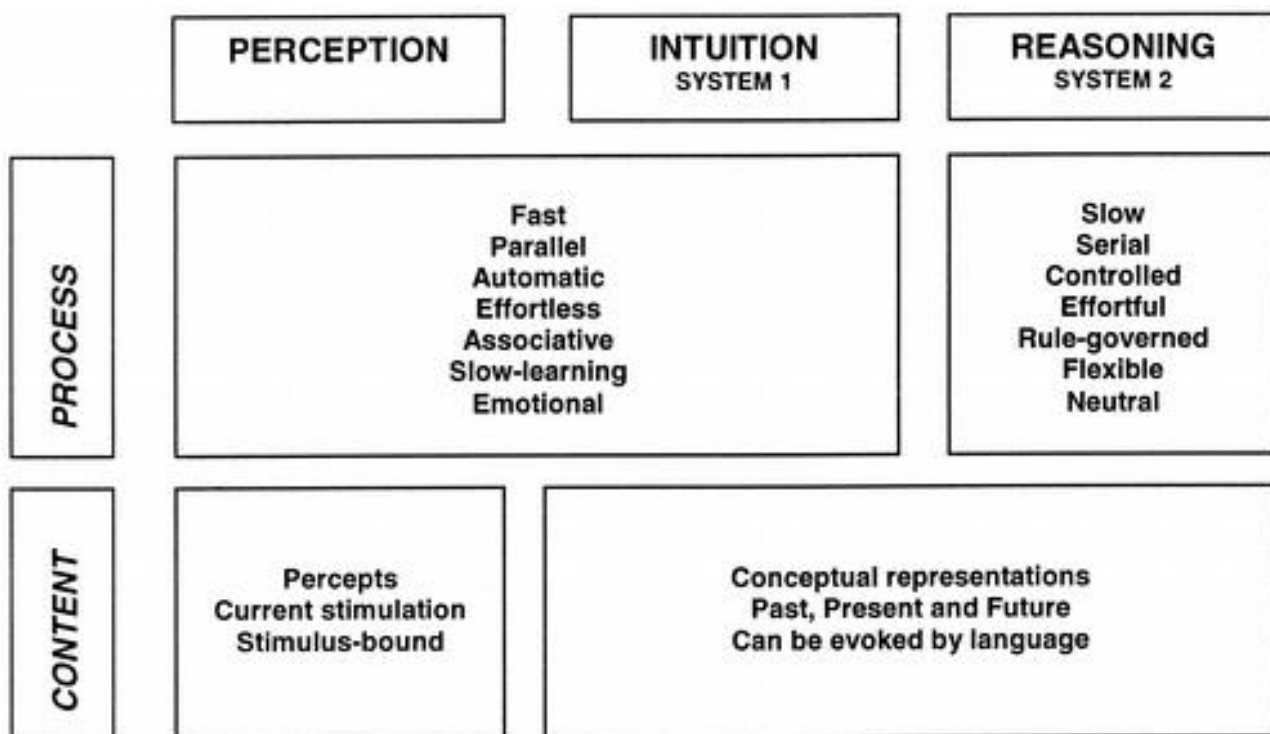 PERCEPTION
INTUITION
SYSTEM 1
REASONING
SYSTEM 2
PROCESS
Fast
Parallel
Automatic
Effortless
Associative
Slow-learning
Emotional
Slow
Serial
Controlled
Effortful
Rule-governed
Flexible
Neutral
CONTENT
Percepts
Current stimulation
Stimulus-bound
Conceptual representations
Past, Present and Future
Can be evoked by language